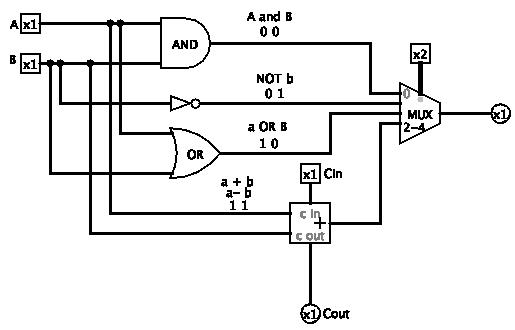 A x1
B x1
AND
A and B
0 0
x2
NOT b
0 1
0
MUX
2-4
x1
a OR B
1 0
OR
x1 Cin
a + b
a- b
1 1
c in
+
c out
x1 Cout